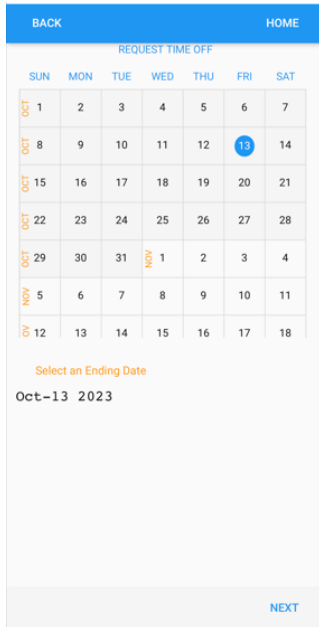 BACK HOME
REQUEST TIME OFF
SUN MON TUE WED THU FRI SAT
OCT 1 2 3 4 5 6 7
OCT 8 9 10 11 12 13 14
OCT 15 16 17 18 19 20 21
OCT 22 23 24 25 26 27 28
OCT 29 30 31 NOV 1 2 3 4
NOV 5 6 7 8 9 10 11
OV 12 13 14 15 16 17 18
Select an Ending Date
Oct-13 2023
NEXT